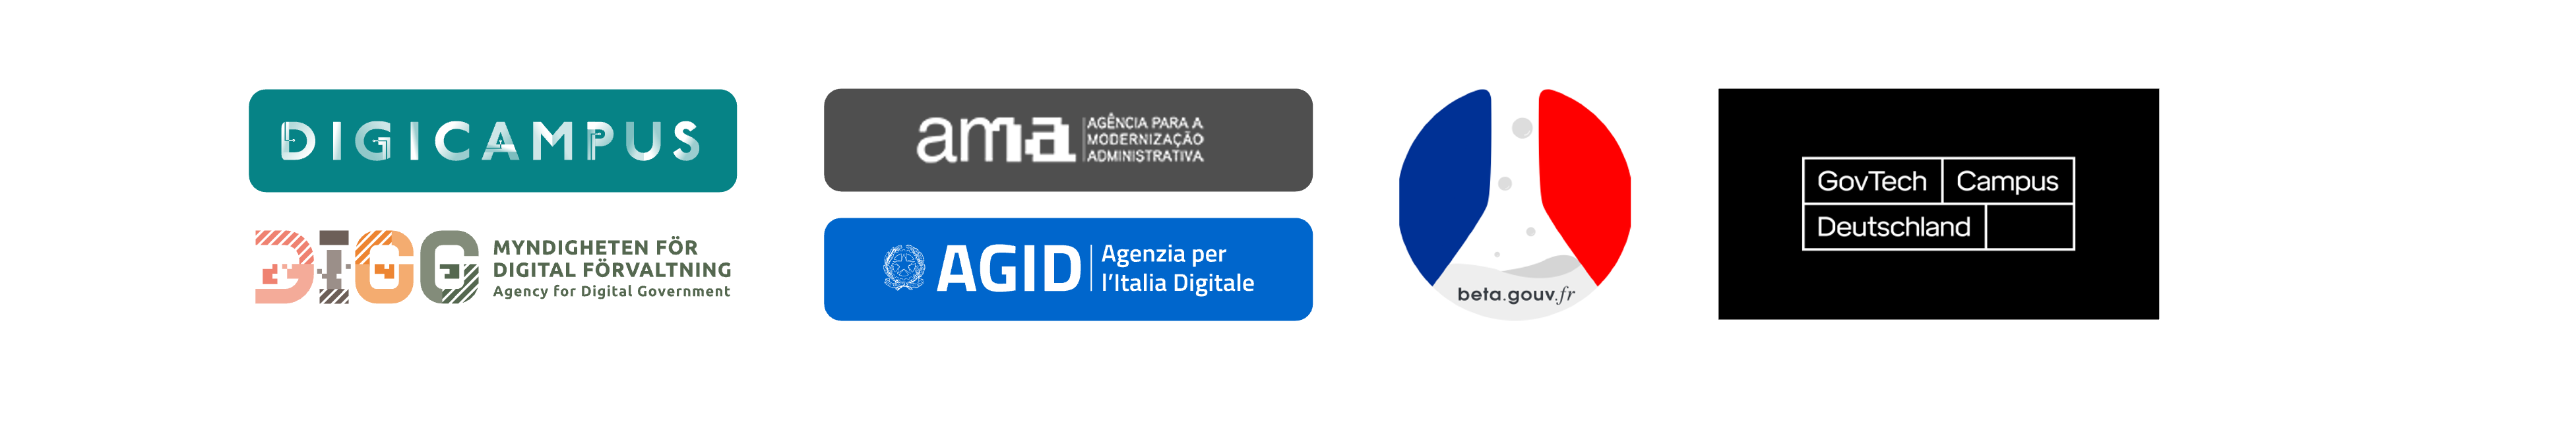 DIGICAMPUS
DIGG
MYNDIGHETEN FÖR
DIGITAL FÖRVALTNING
Agency for Digital Government
ama
AGÊNCIA PARA A
MODERNIZAÇÃO
ADMINISTRATIVA
AGID
Agenzia per
l'Italia Digitale
beta.gouv.fr
GovTech Campus
Deutschland